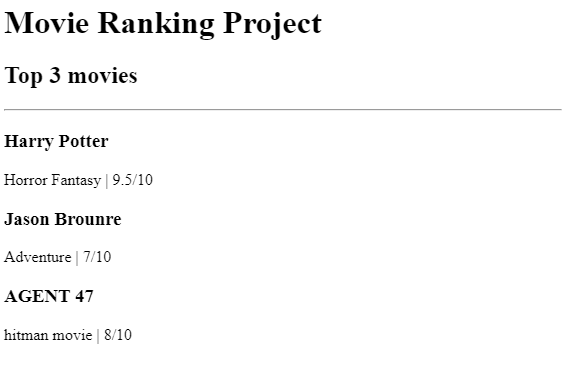 Movie Ranking Project
Top 3 movies
Harry Potter
Horror Fantasy | 9.5/10
Jason Brounre
Adventure | 7/10
AGENT 47
hitman movie | 8/10